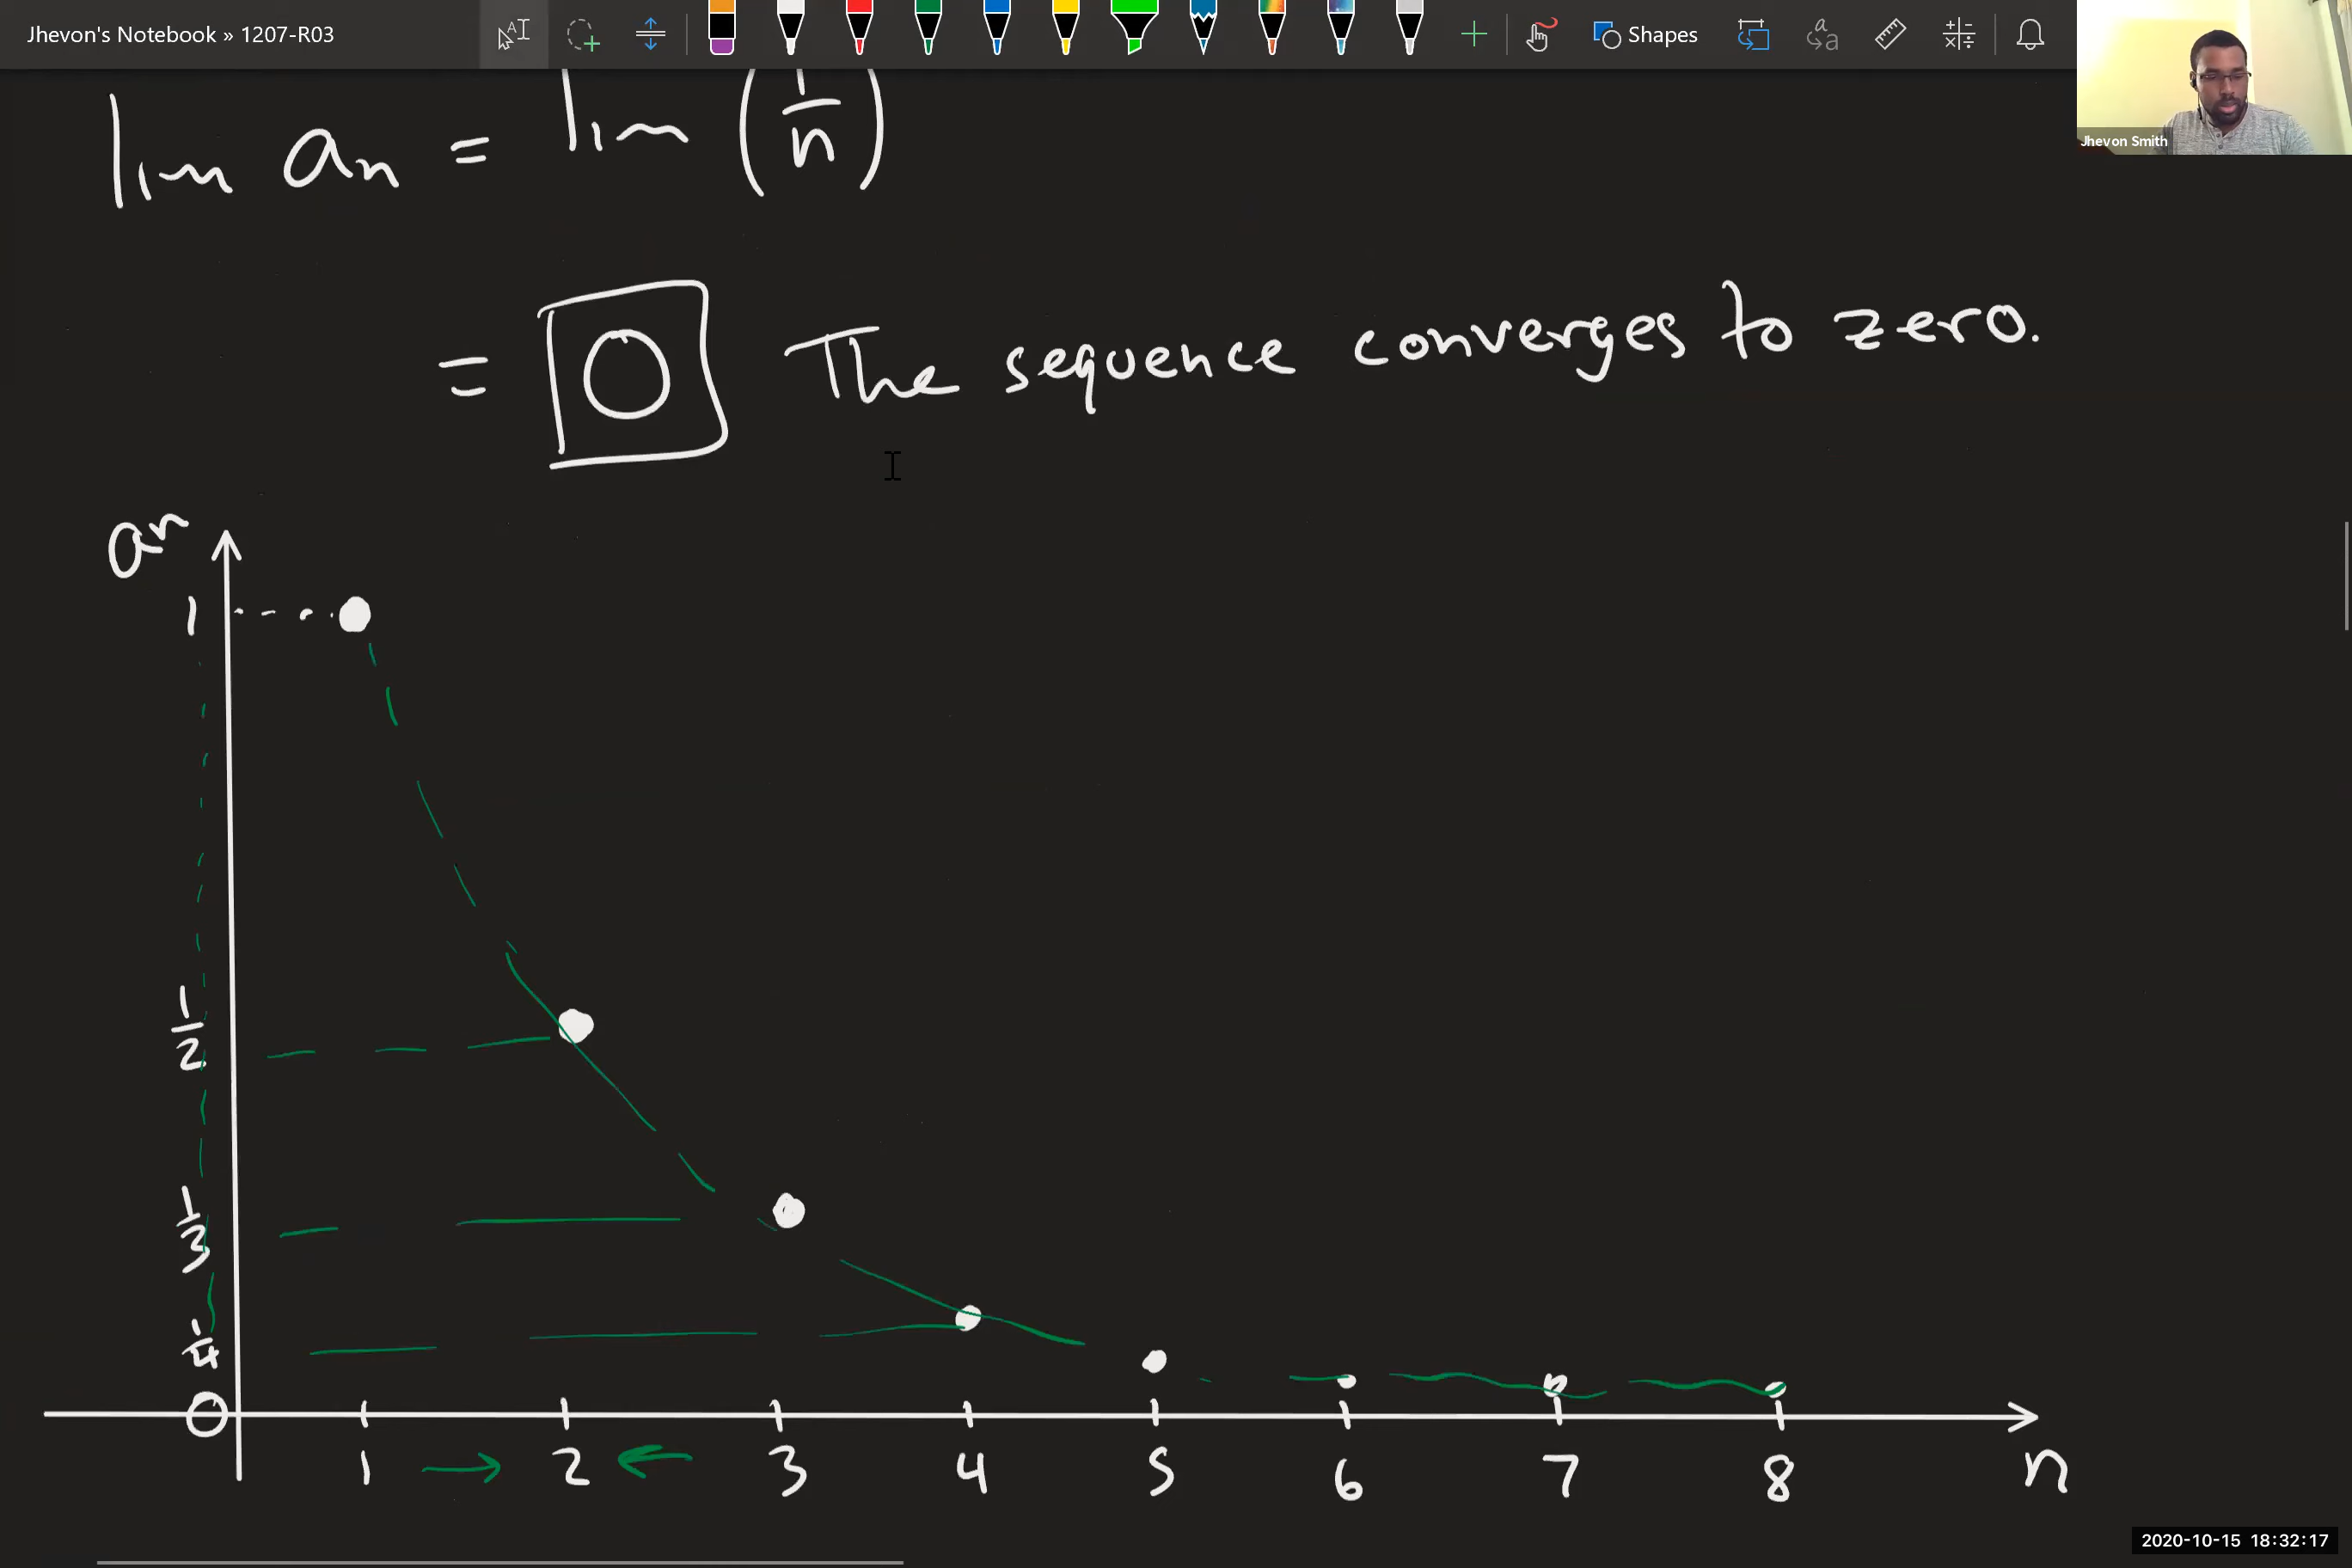 Jhevon's Notebook » 1207-R03
Shapes
Jhevon Smith
lim aₙ = lim (1/n)
= 0 The sequence converges to zero.
aₙ
1
1/2
1/3
1/4
0
1 → 2 ← 3 4 5 6 7 8 n
2020-10-15 18:32:17